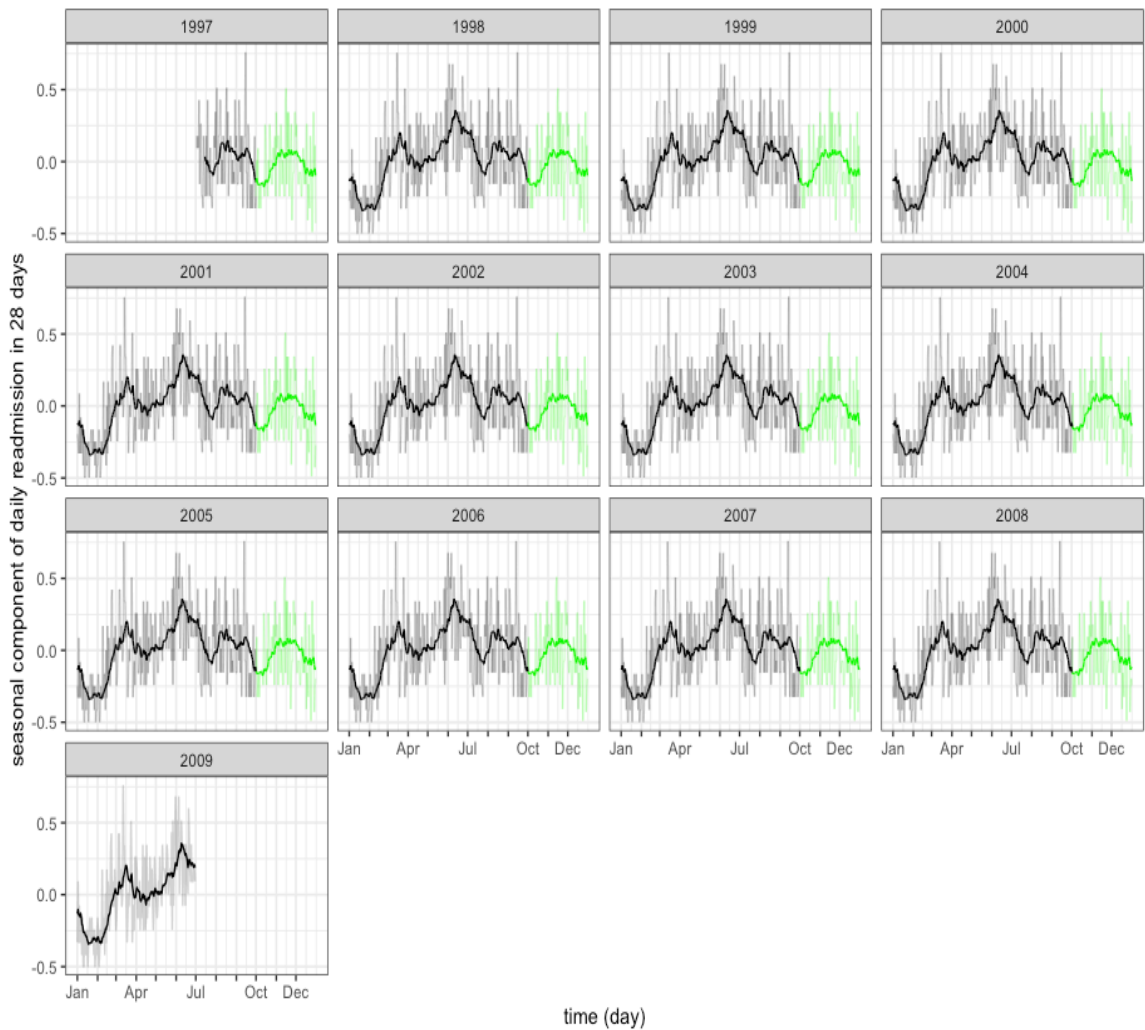 1997 1998 1999 2000
0.5
0.0
-0.5
2001 2002 2003 2004
0.5
0.0
-0.5
2005 2006 2007 2008
0.5
0.0
-0.5
Jan Apr Jul Oct Dec Jan Apr Jul Oct Dec Jan Apr Jul Oct Dec
2009
0.5
0.0
-0.5
Jan Apr Jul Oct Dec
seasonal component of daily readmission in 28 days
time (day)